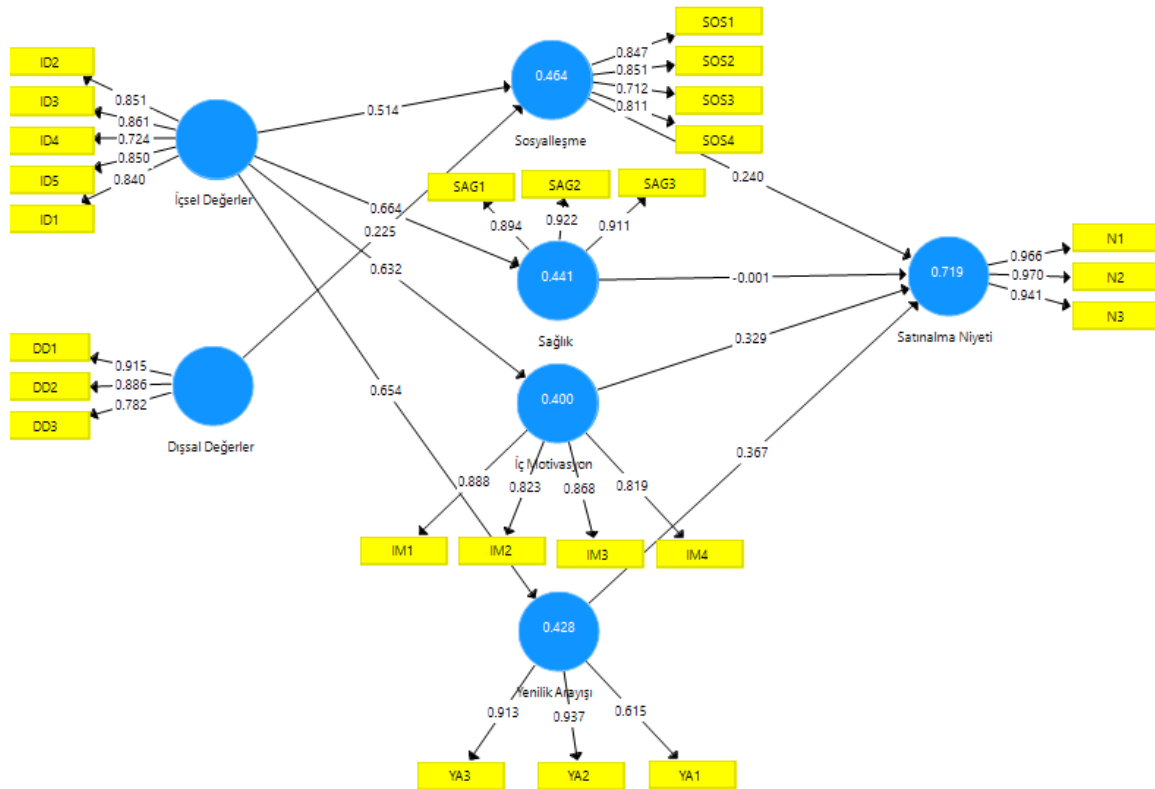 SOS1
ID2
0.847
SOS2
0.464
0.851
ID3
0.851
0.712
SOS3
0.861
0.514
0.811
ID4
0.724
SOS4
0.850
Sosyalleşme
ID5
0.840
0.240
SAG1
SAG2
SAG3
İçsel Değerler
ID1
0.664
0.894
0.922
0.911
0.225
N1
0.966
0.632
0.441
-0.001
0.719
0.970
N2
0.941
N3
Sağlık
Satınalma Niyeti
0.329
DD1
0.915
DD2
0.886
0.654
0.782
0.400
DD3
Dışsal Değerler
0.367
İç Motivasyon
0.888
0.823
0.868
0.819
IM1
IM2
IM3
IM4
0.428
Yenilik Arayışı
0.913
0.937
0.615
YA3
YA2
YA1